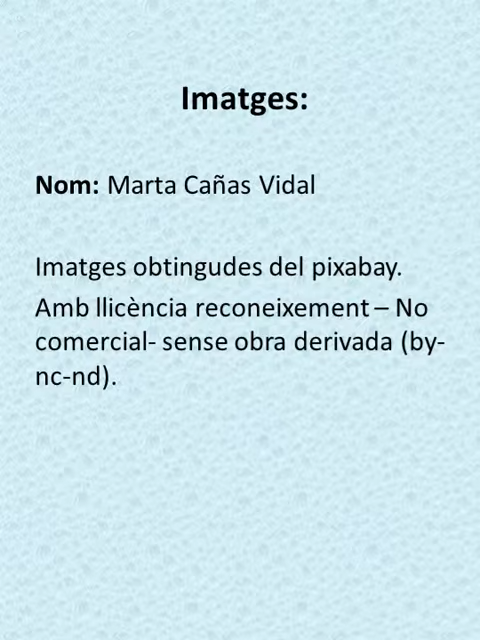 Imatges:
Nom: Marta Cañas Vidal
Imatges obtingudes del pixabay.
Amb llicència reconeixement – No
comercial- sense obra derivada (by-
nc-nd).